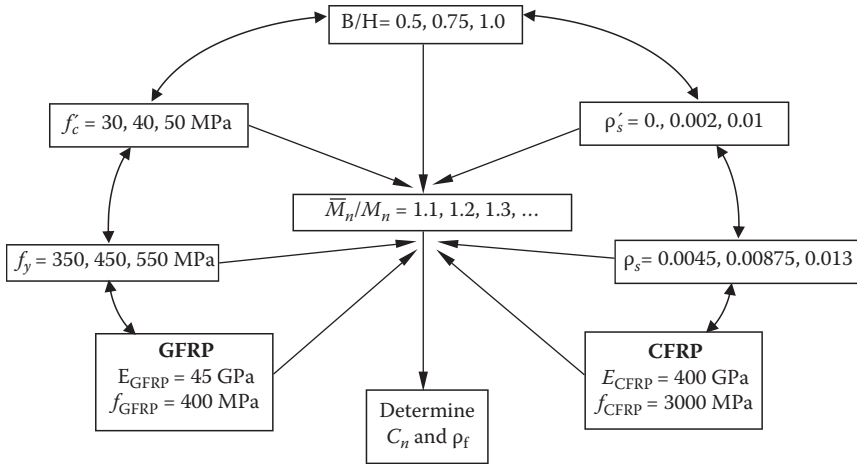 B/H= 0.5, 0.75, 1.0
f′c = 30, 40, 50 MPa
ρ′s = 0., 0.002, 0.01
M̅n/Mn = 1.1, 1.2, 1.3, ...
fy = 350, 450, 550 MPa
ρs= 0.0045, 0.00875, 0.013
GFRP
EGFRP = 45 GPa
fGFRP = 400 MPa
CFRP
ECFRP = 400 GPa
fCFRP = 3000 MPa
Determine
Cn and ρf